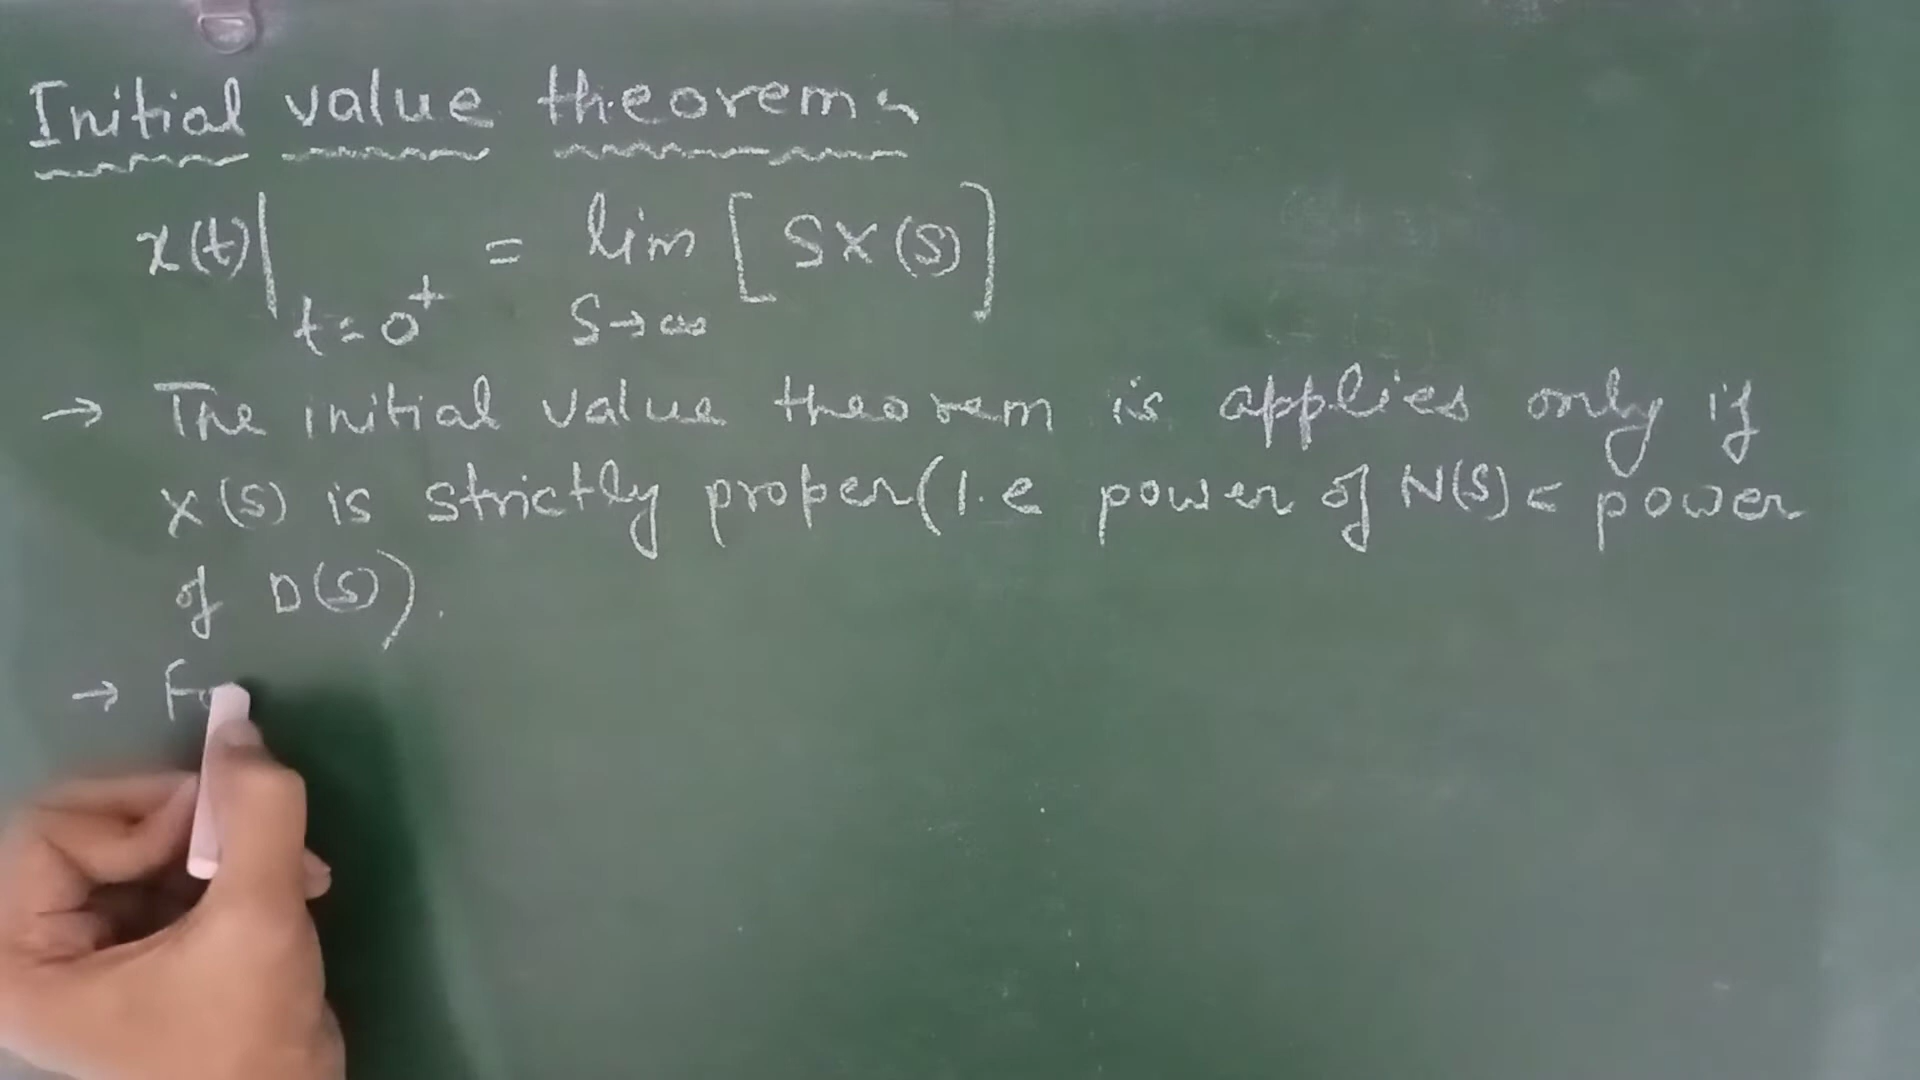 Initial value theorem
x(t)| t=0⁺ = lim s→∞ [SX(s)]
→ The initial value theorem is applies only if
X(s) is strictly proper (i.e power of N(s) < power
of D(s)).
→